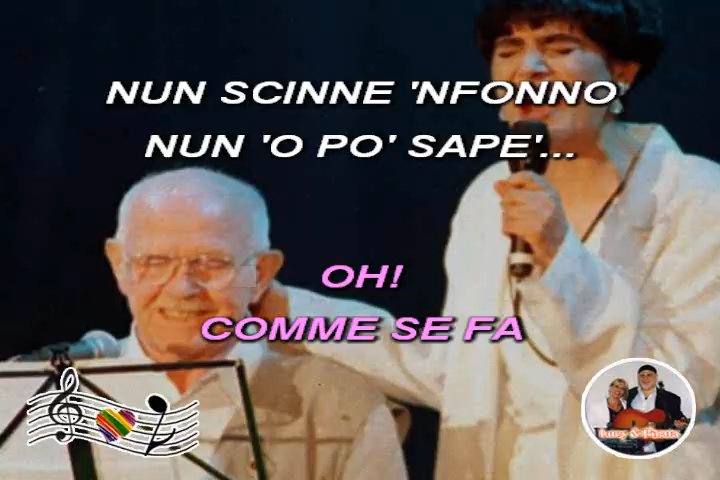 NUN SCINNE 'NFONNO
NUN 'O PO' SAPE'...
OH!
COMME SE FA